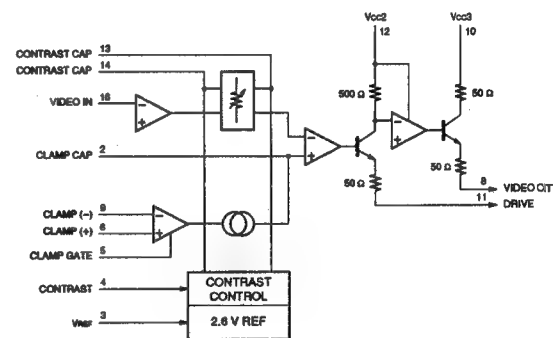 Vcc2
Vcc3
12
10
CONTRAST CAP 13
CONTRAST CAP 14
VIDEO IN 16
500 Ω
50 Ω
CLAMP CAP 2
50 Ω
50 Ω
8 VIDEO OUT
11 DRIVE
CLAMP (–) 9
CLAMP (+) 6
CLAMP GATE 5
CONTRAST 4
CONTRAST
CONTROL
VREF 3
2.6 V REF